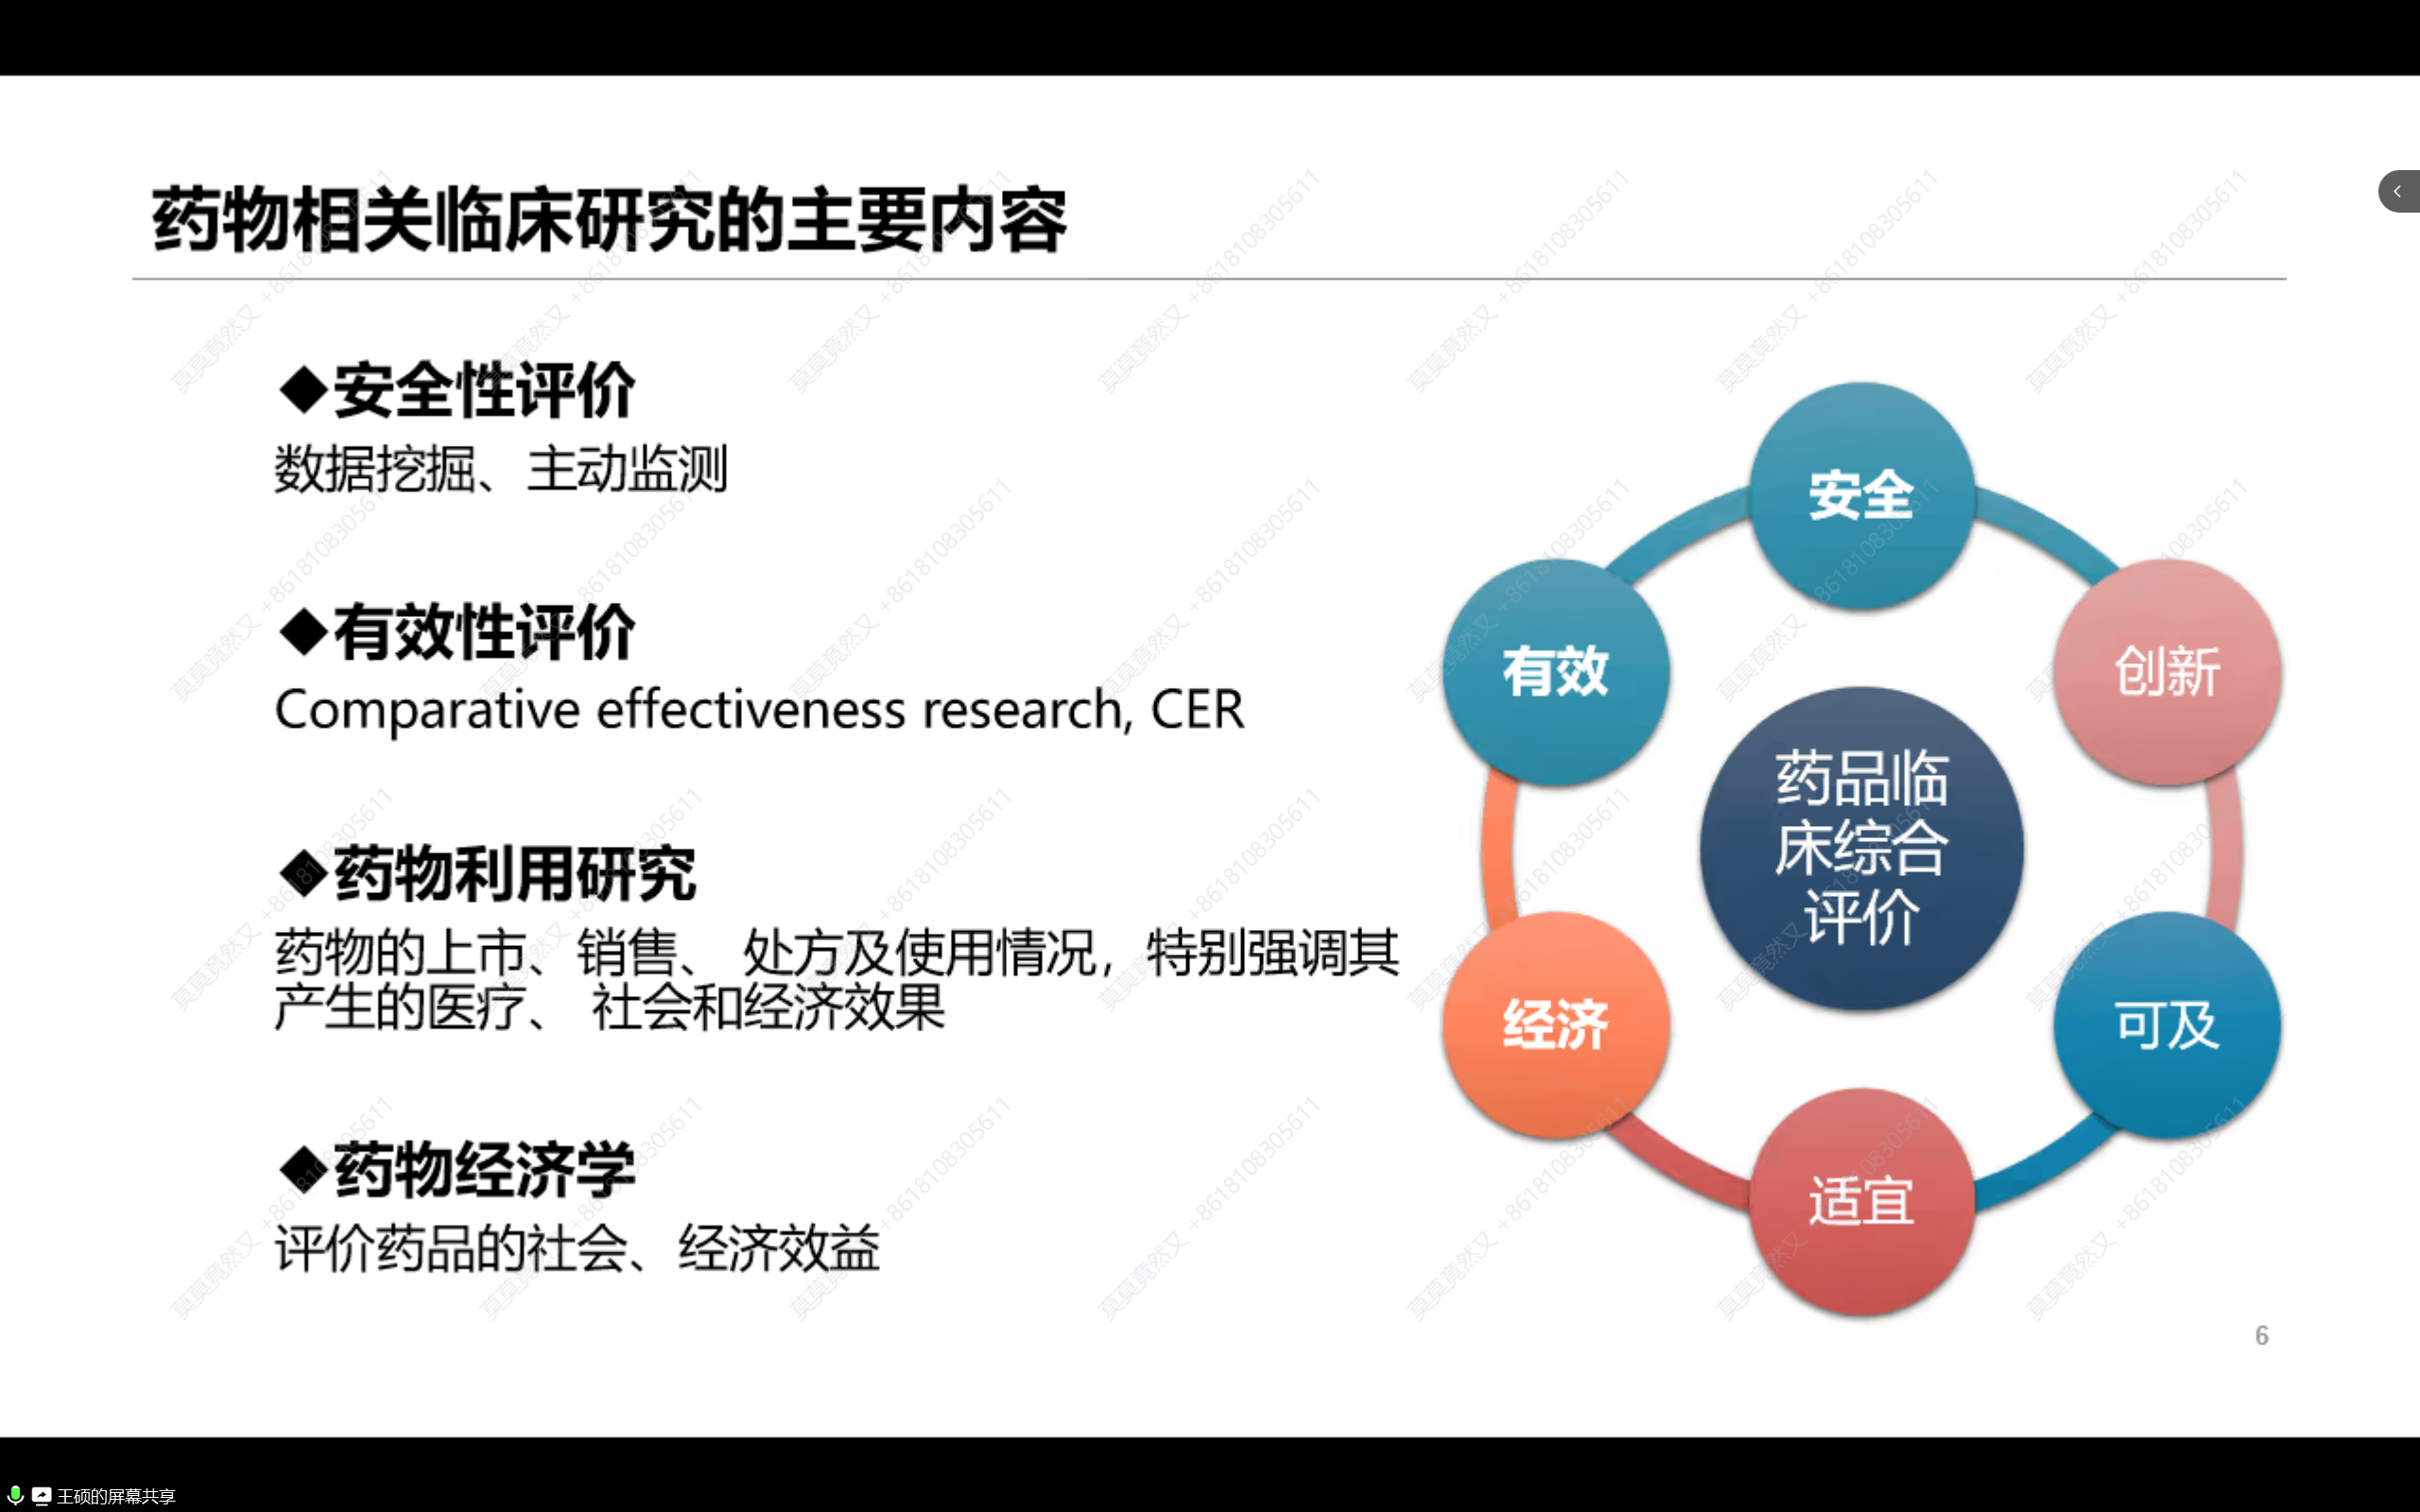 药物相关临床研究的主要内容
◆安全性评价
数据挖掘、主动监测
◆有效性评价
Comparative effectiveness research, CER
◆药物利用研究
药物的上市、销售、 处方及使用情况，特别强调其
产生的医疗、 社会和经济效果
◆药物经济学
评价药品的社会、经济效益
安全
创新
可及
适宜
经济
有效
药品临
床综合
评价
6
莫莫竟然又 +8618108305611
王硕的屏幕共享